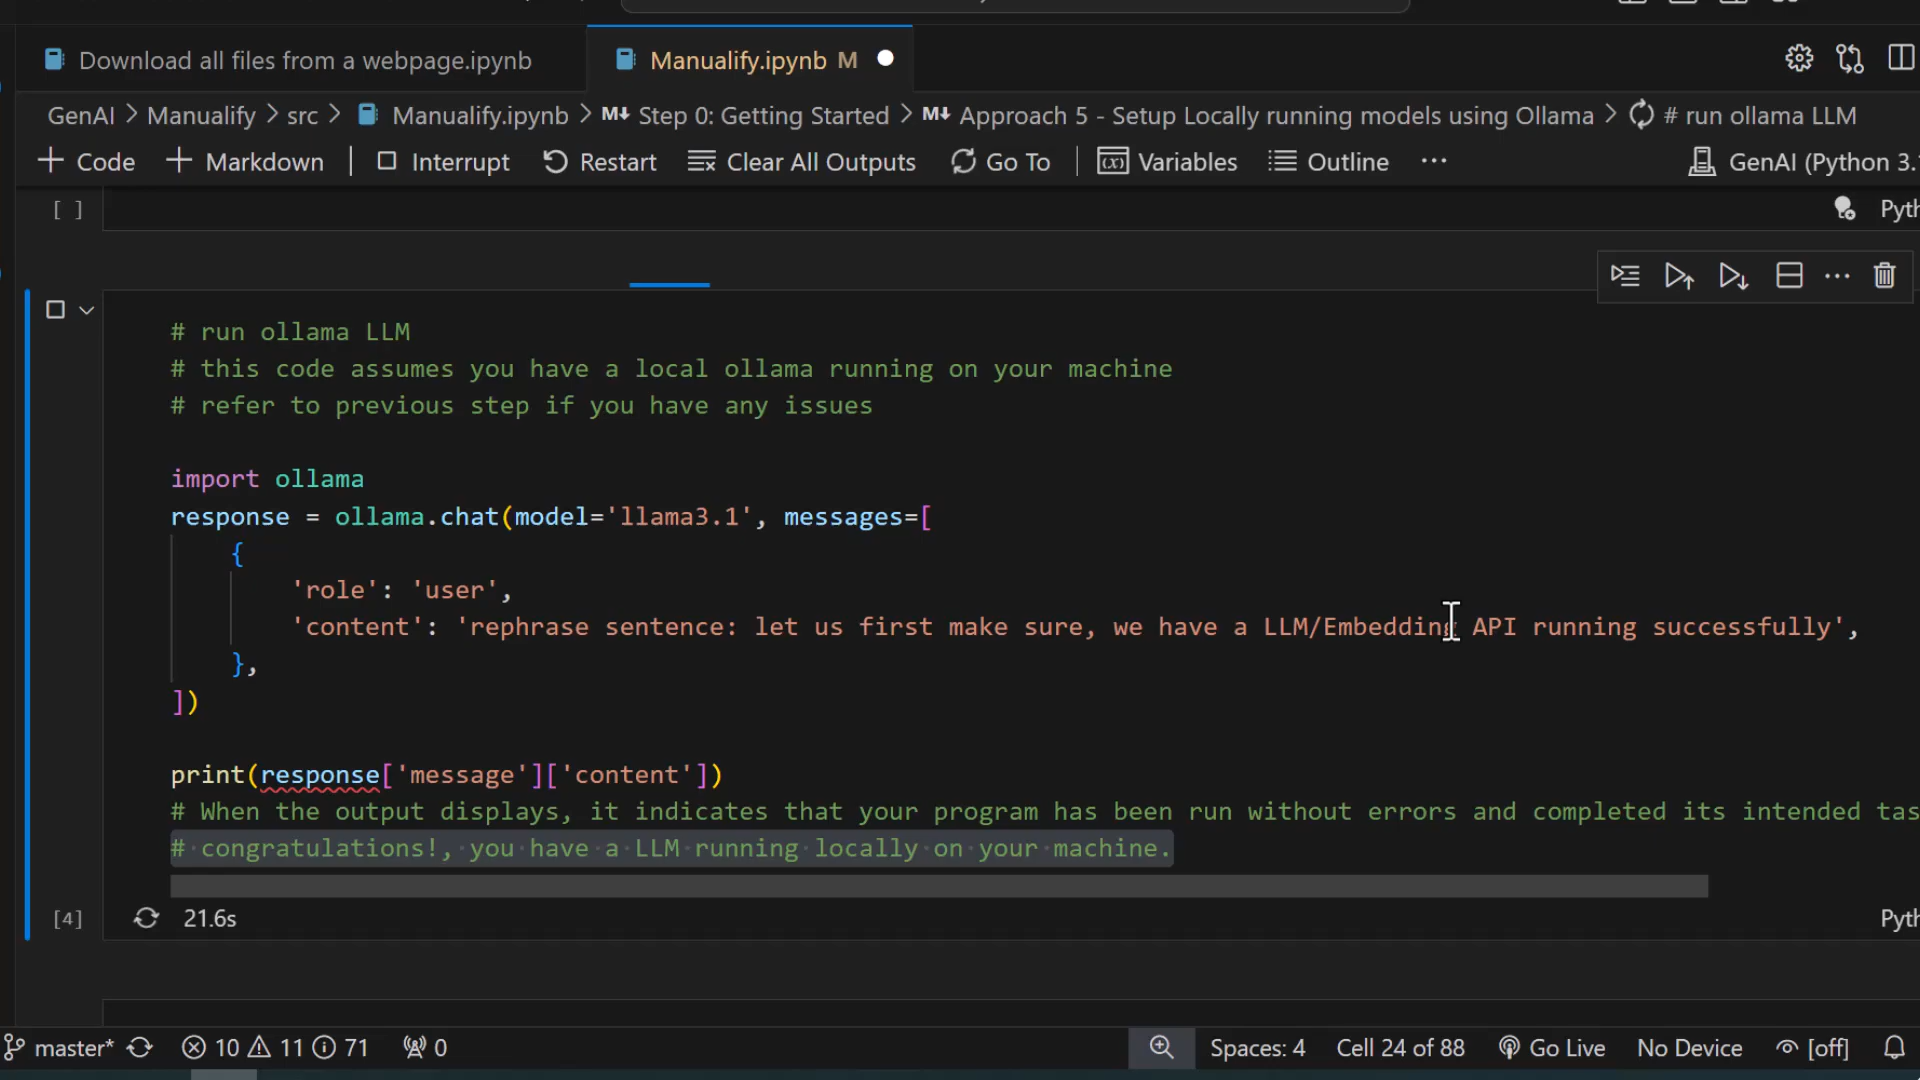 Download all files from a webpage.ipynb
Manualify.ipynb M
GenAI > Manualify > src > Manualify.ipynb > M↓ Step 0: Getting Started > M↓ Approach 5 - Setup Locally running models using Ollama > # run ollama LLM
+ Code + Markdown | Interrupt Restart Clear All Outputs Go To | Variables Outline ··· GenAI (Python 3.
[ ]
# run ollama LLM
# this code assumes you have a local ollama running on your machine
# refer to previous step if you have any issues
import ollama
response = ollama.chat(model='llama3.1', messages=[
{
'role': 'user',
'content': 'rephrase sentence: let us first make sure, we have a LLM/Embedding API running successfully',
},
])
print(response['message']['content'])
# When the output displays, it indicates that your program has been run without errors and completed its intended
# congratulations!, you have a LLM running locally on your machine.
[4] 21.6s
master* 10 11 71 0 Spaces: 4 Cell 24 of 88 Go Live No Device [off]